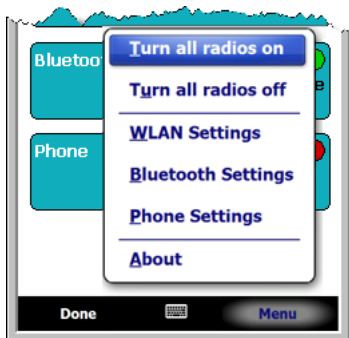 Turn all radios on
Bluetoo
Turn all radios off
e
WLAN Settings
Phone
Bluetooth Settings
Phone Settings
About
Done
Menu